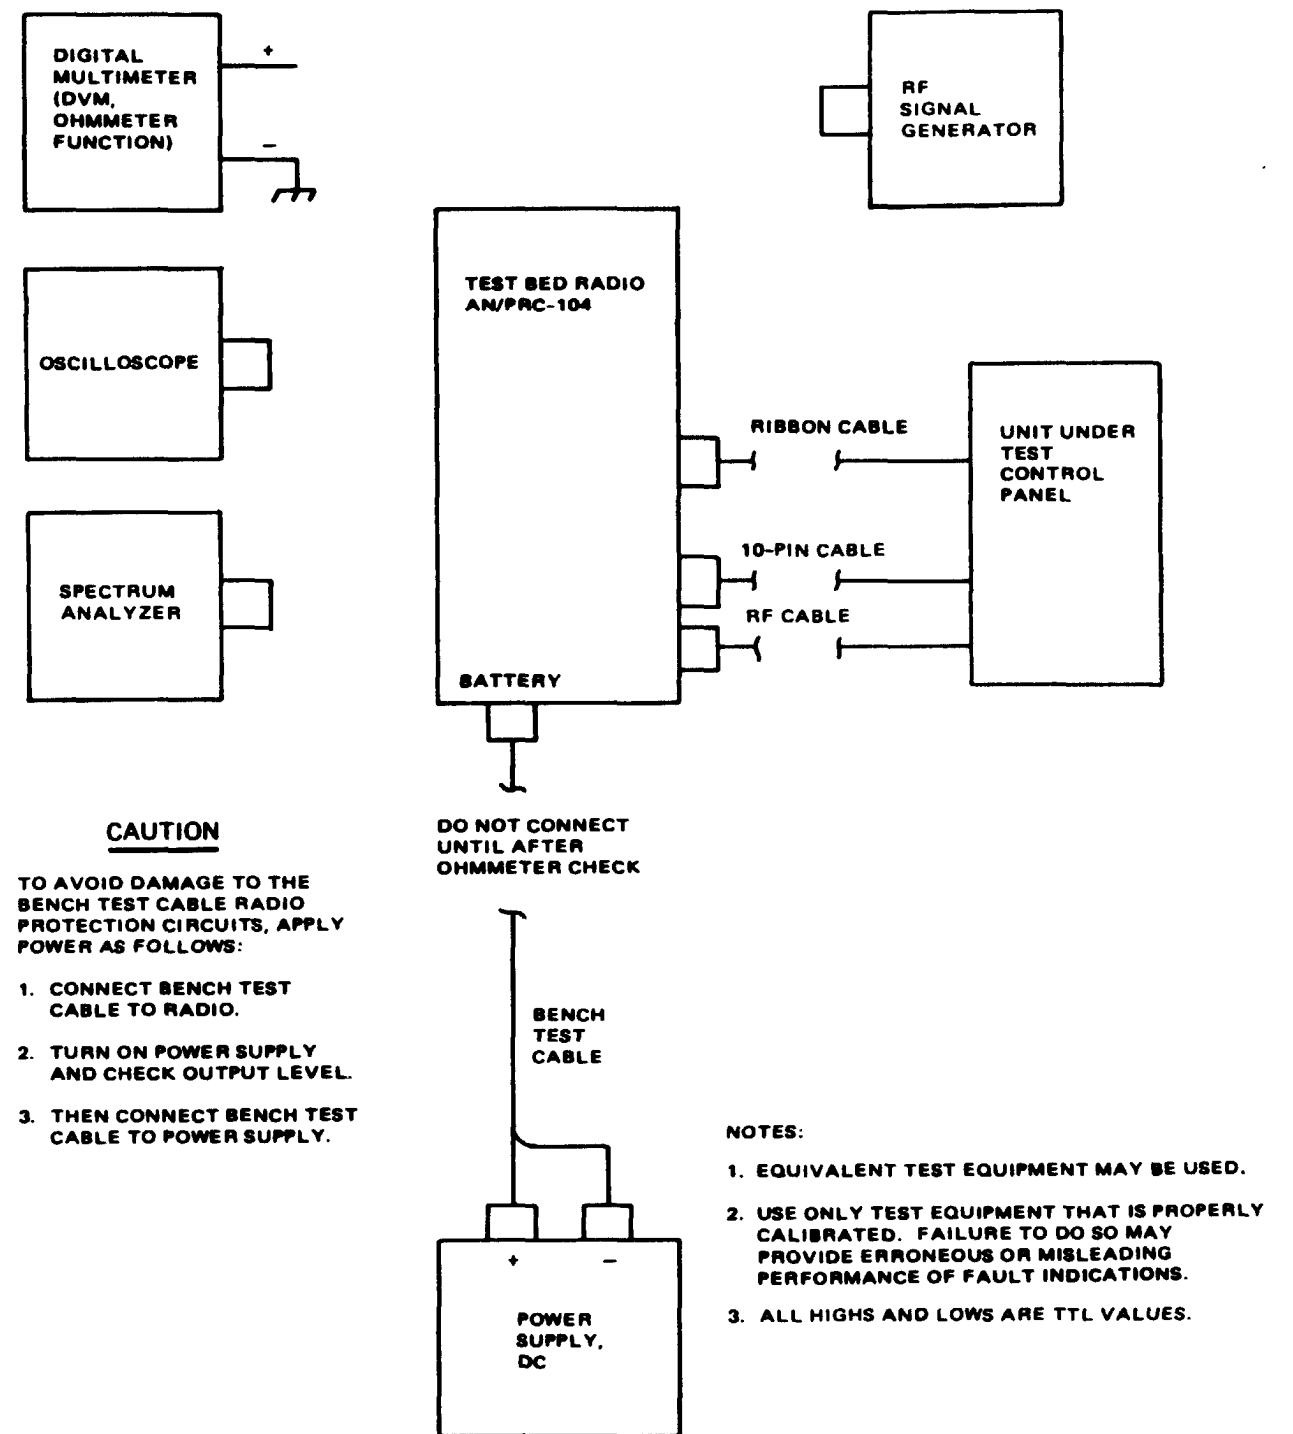 DIGITAL
MULTIMETER
(DVM,
OHMMETER
FUNCTION)
+
−
RF
SIGNAL
GENERATOR
TEST BED RADIO
AN/PRC-104
OSCILLOSCOPE
RIBBON CABLE
UNIT UNDER
TEST
CONTROL
PANEL
10-PIN CABLE
SPECTRUM
ANALYZER
RF CABLE
BATTERY
DO NOT CONNECT
UNTIL AFTER
OHMMETER CHECK
CAUTION
TO AVOID DAMAGE TO THE
BENCH TEST CABLE RADIO
PROTECTION CIRCUITS, APPLY
POWER AS FOLLOWS:
1. CONNECT BENCH TEST
CABLE TO RADIO.
2. TURN ON POWER SUPPLY
AND CHECK OUTPUT LEVEL.
3. THEN CONNECT BENCH TEST
CABLE TO POWER SUPPLY.
BENCH
TEST
CABLE
+ −
POWER
SUPPLY,
DC
NOTES:
1. EQUIVALENT TEST EQUIPMENT MAY BE USED.
2. USE ONLY TEST EQUIPMENT THAT IS PROPERLY
CALIBRATED. FAILURE TO DO SO MAY
PROVIDE ERRONEOUS OR MISLEADING
PERFORMANCE OF FAULT INDICATIONS.
3. ALL HIGHS AND LOWS ARE TTL VALUES.